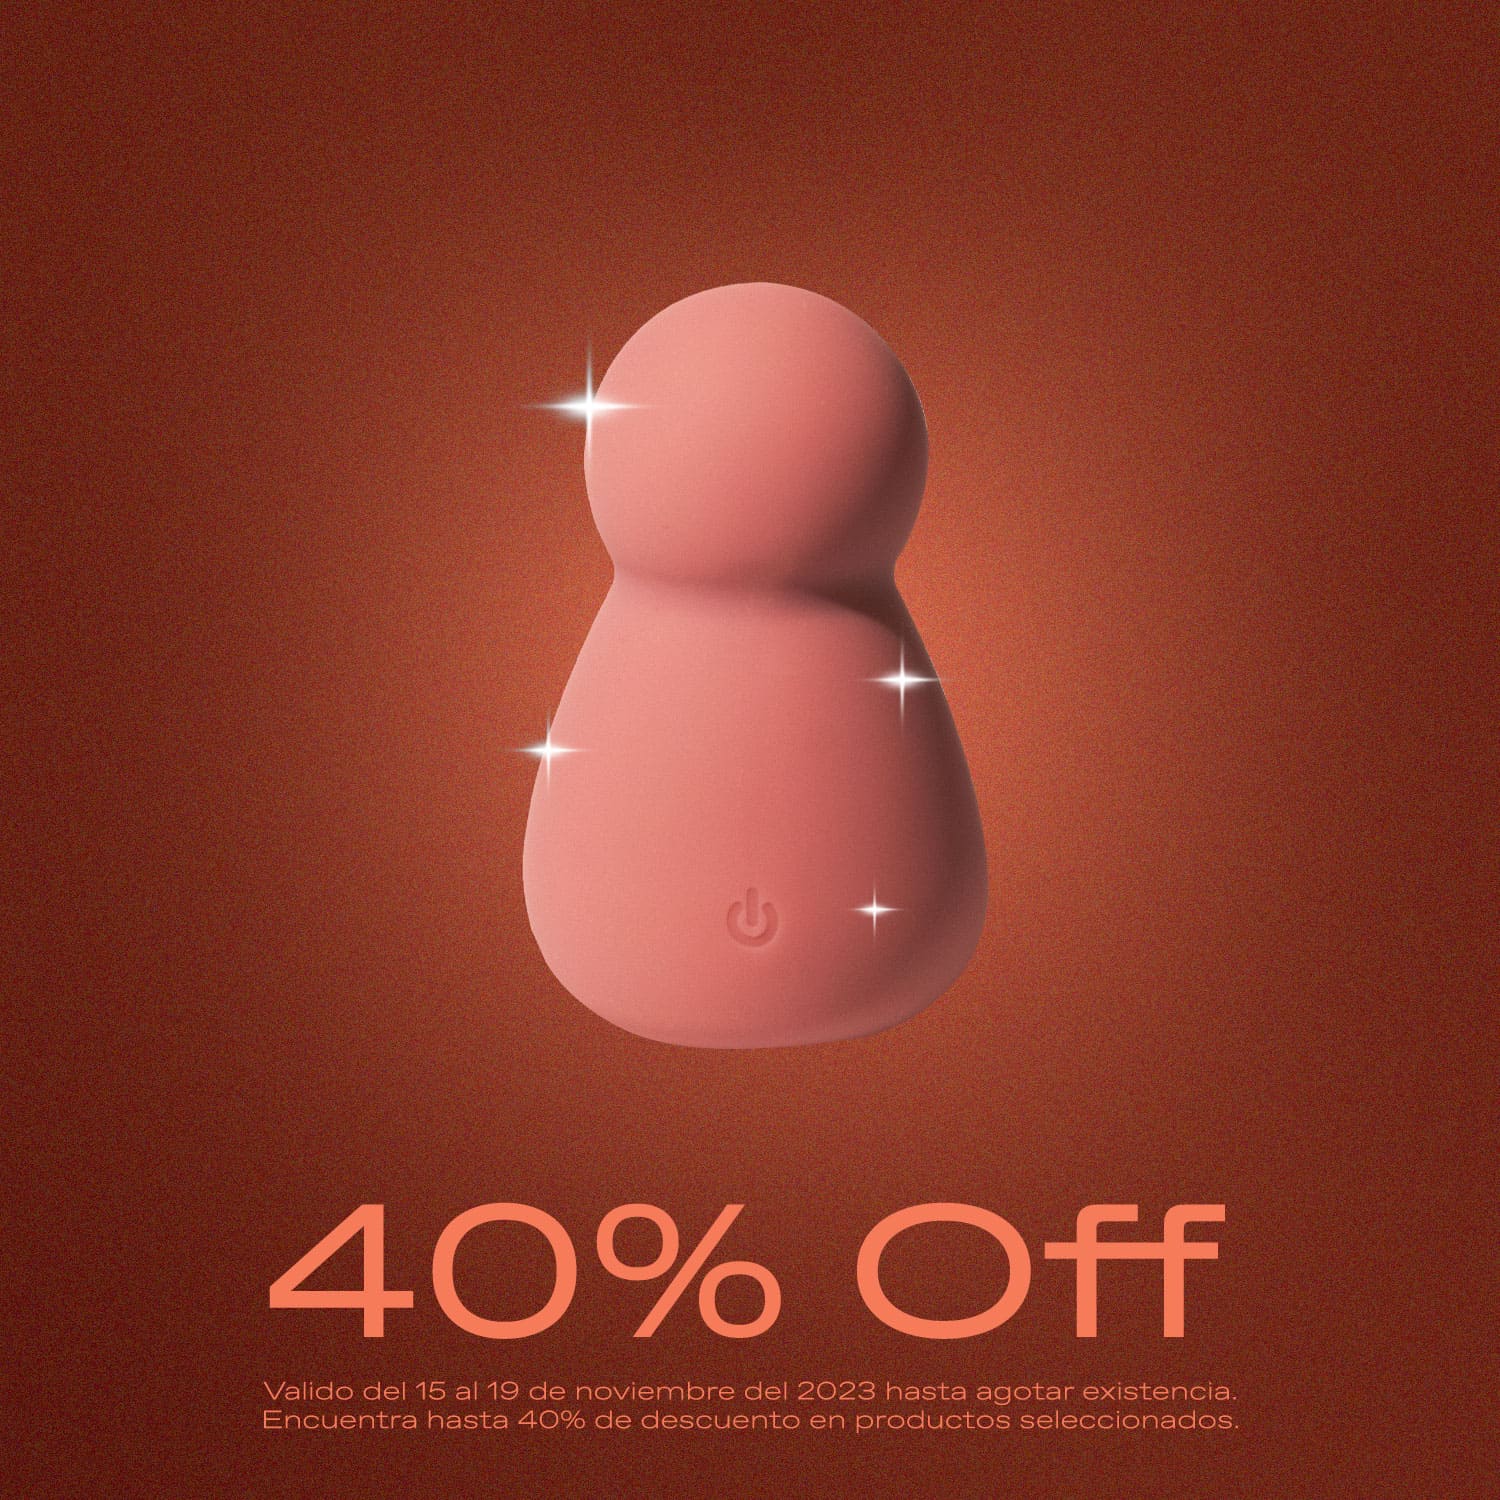 40% Off
Valido del 15 al 19 de noviembre del 2023 hasta agotar existencia.
Encuentra hasta 40% de descuento en productos seleccionados.